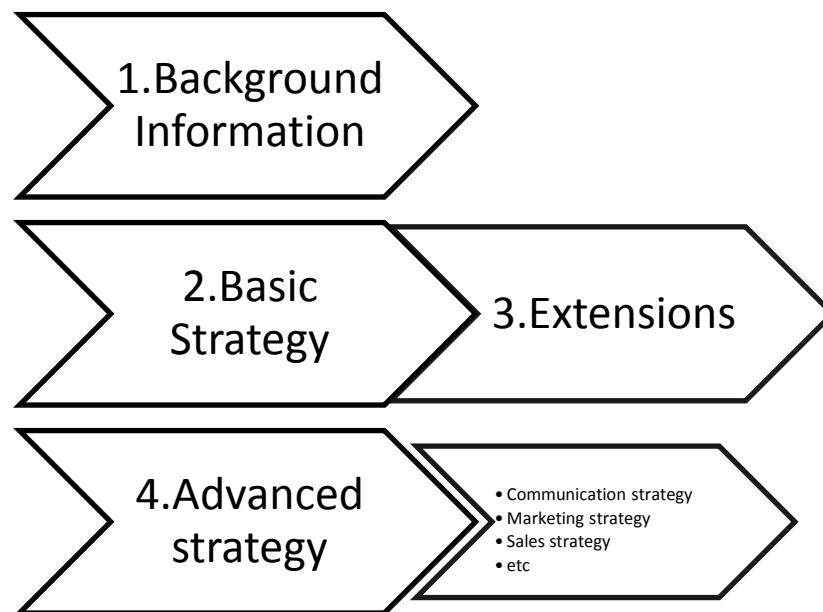 1.Background
Information
2.Basic
Strategy
3.Extensions
4.Advanced
strategy
• Communication strategy
• Marketing strategy
• Sales strategy
• etc